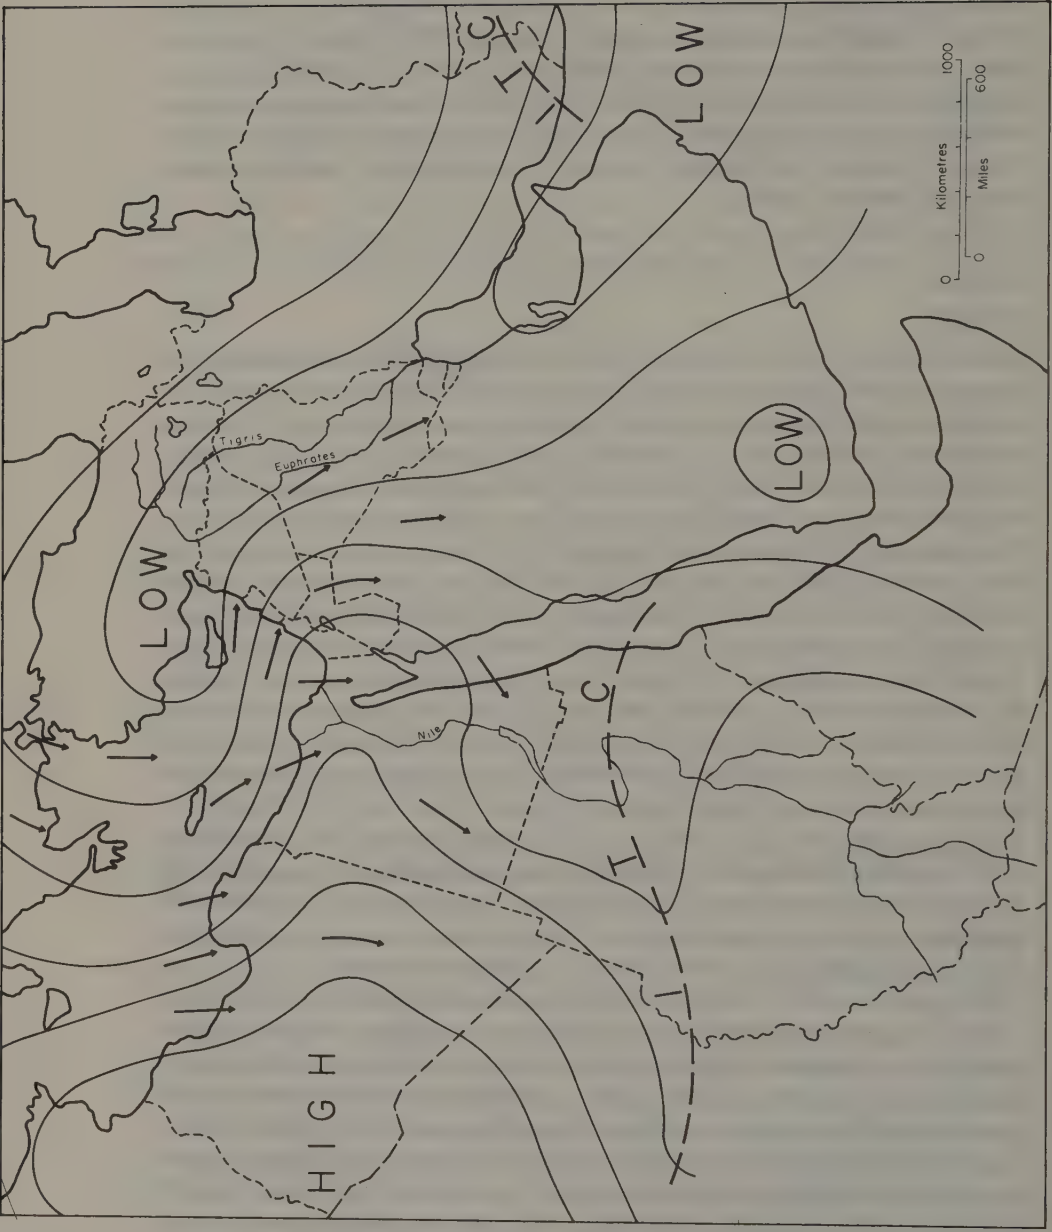 LOW
Tigris
Euphrates
I T C
LOW
HIGH
Nile
I T C
LOW
Kilometres
0 1000
0 600
Miles